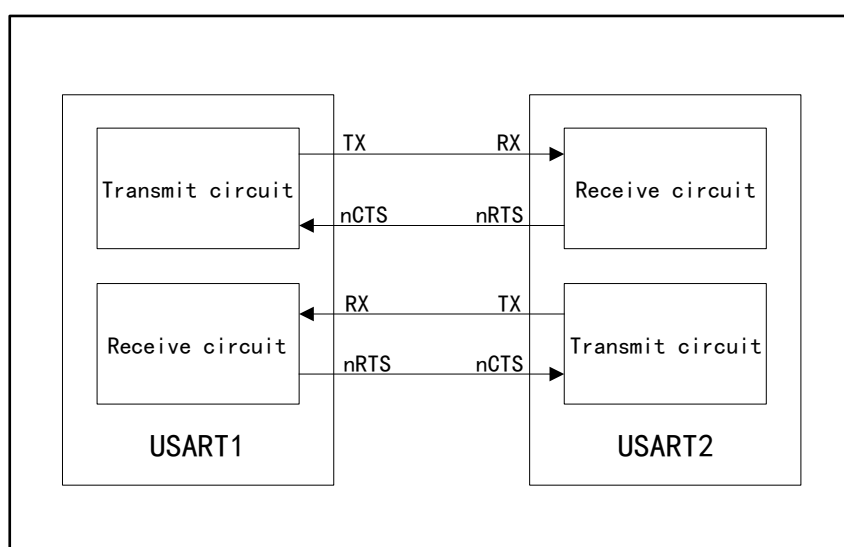 TX RX
Transmit circuit Receive circuit
nCTS nRTS
RX TX
Receive circuit Transmit circuit
nRTS nCTS
USART1 USART2